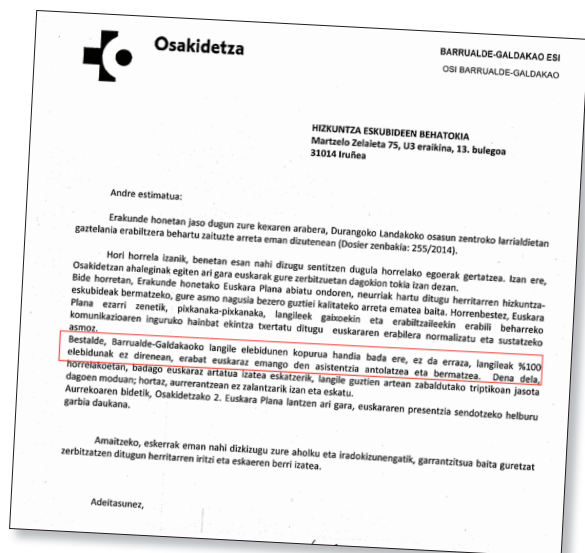 Osakidetza
BARRUALDE-GALDAKAO ESI
OSI BARRUALDE-GALDAKAO
HIZKUNTZA ESKUBIDEEN BEHATOKIA
Martzelo Zelaieta 75, U3 eraikina, 13. bulegoa
31014 Iruñea
Andre estimatua:
Erakunde honetan jaso dugun zure kexaren arabera, Durangoko Landakoko osasun zentroko larrialdietan
gaztelania erabiltzera behartu zaituzte arreta eman dizutenean (Dosier zenbakia: 255/2014).
Hori horrela izanik, benetan esan nahi dizugu sentitzen dugula horrelako egoerak gertatzea. Izan ere,
Osakidetzan ahaleginak egiten ari gara euskarak gure zerbitzuetan dagokion tokia izan dezan.
Bide horretan, Erakunde honetako Euskara Plana abiatu ondoren, neurriak hartu ditugu herritarren hizkuntza-
eskubideak bermatzeko, gure asmo nagusia bezero guztiei kalitateko arreta ematea baita. Horrenbestez, Euskara
Plana ezarri zenetik, pixkanaka-pixkanaka, langileek gaixoekin eta erabiltzaileekin erabili beharreko
komunikazioaren inguruko hainbat ekintza txertatu ditugu euskararen erabilera normalizatu eta sustatzeko
asmoz.
Bestalde, Barrualde-Galdakaoko langile elebidunen kopurua handia bada ere, ez da erraza, langileak %100
elebidunak ez direnean, erabat euskaraz emango den asistentzia antolatzea eta bermatzea. Dena dela,
horrelakoetan, badago euskaraz artatua izatea eskatzerik, langile guztien artean zabaldutako triptikoan jasota
dagoen moduan; hortaz, aurrerantzean ez zalantzarik izan eta eskatu.
Aurrekoaren bidetik, Osakidetzako 2. Euskara Plana lantzen ari gara, euskararen presentzia sendotzeko helburu
garbia daukana.
Amaitzeko, eskerrak eman nahi dizkizugu zure aholku eta iradokizunengatik, garrantzitsua baita guretzat
zerbitzatzen ditugun herritarren iritzi eta eskaeren berri izatea.
Adeitasunez,